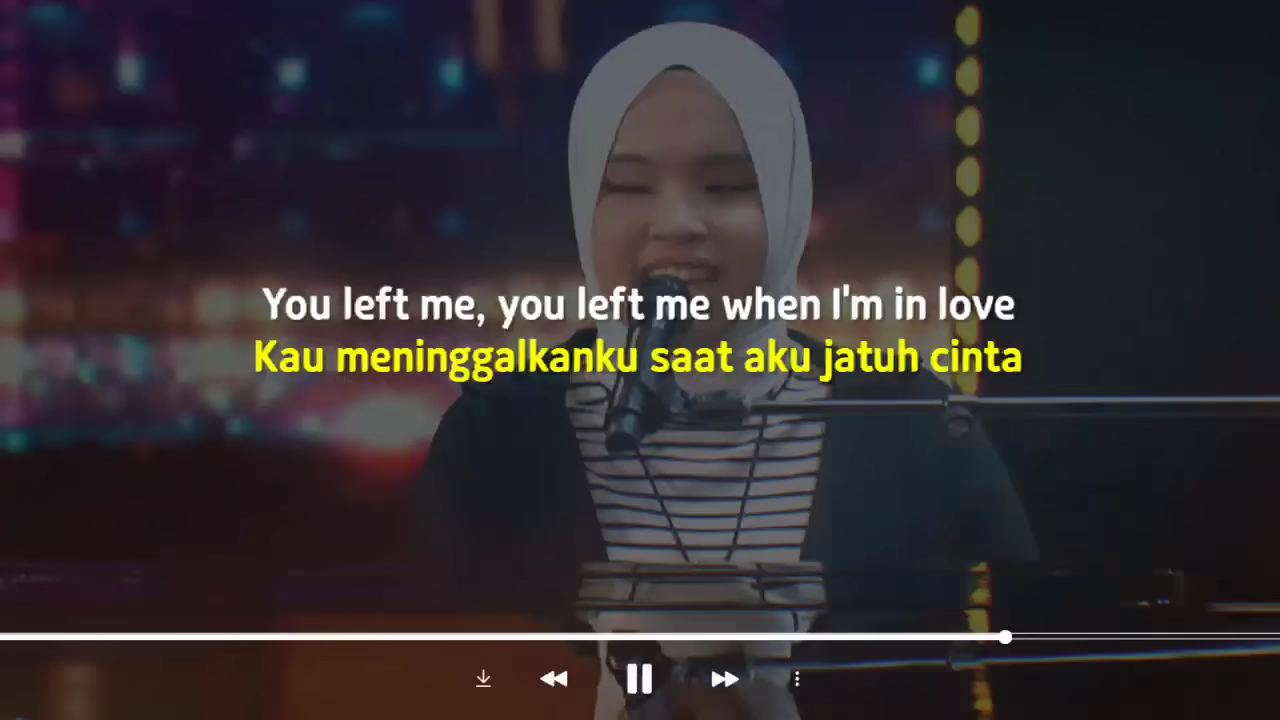 You left me, you left me when I'm in love
Kau meninggalkanku saat aku jatuh cinta